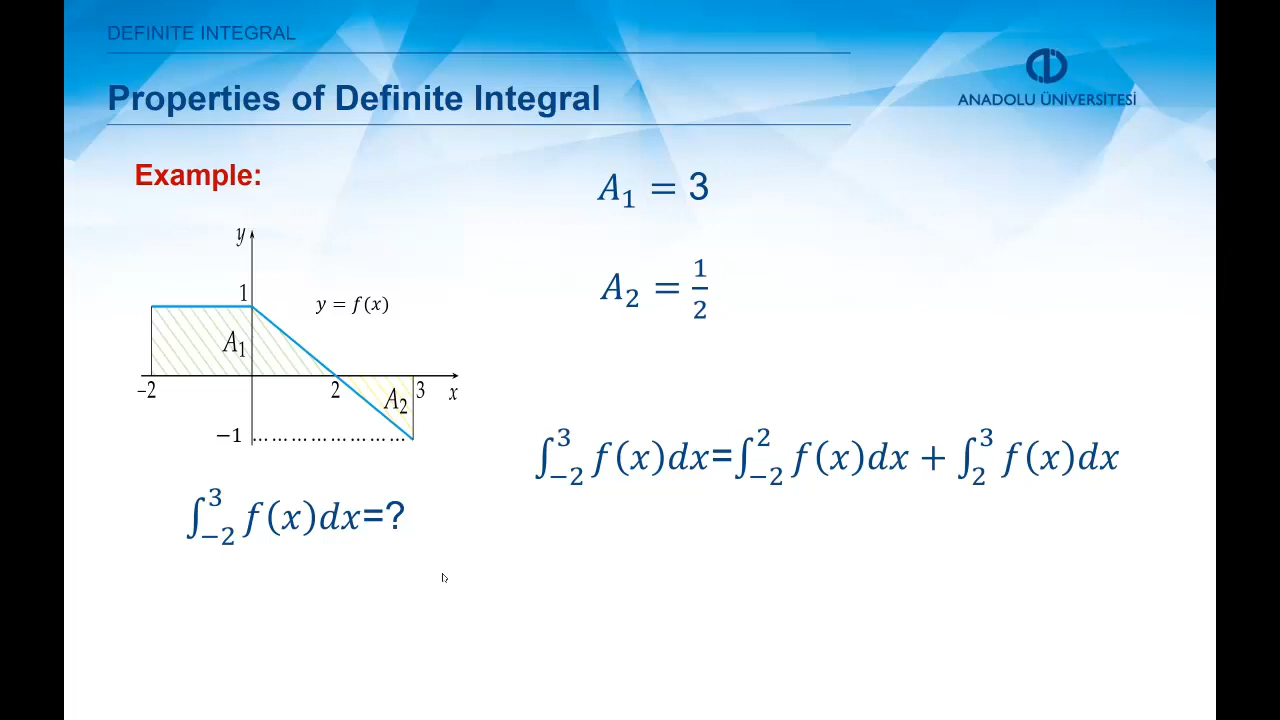 DEFINITE INTEGRAL
Properties of Definite Integral
ANADOLU ÜNİVERSİTESİ
Example:
A₁ = 3
A₂ = 1/2
y
1
y = f(x)
A₁
−2
2
3
x
A₂
−1
∫₋₂³ f(x)dx=∫₋₂² f(x)dx + ∫₂³ f(x)dx
∫₋₂³ f(x)dx=?